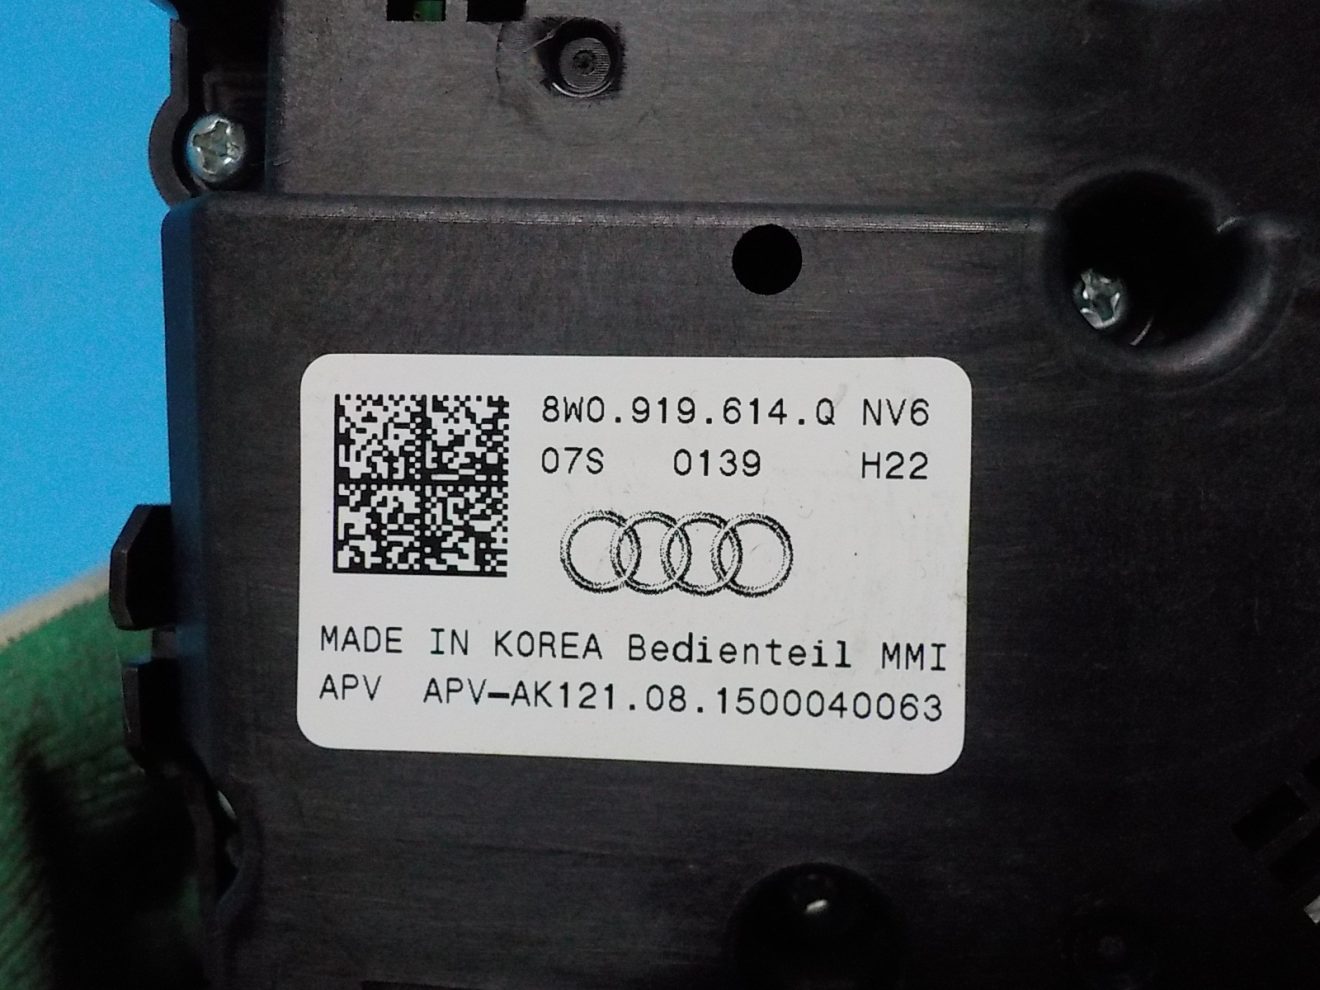 8W0.919.614.Q NV6
07S 0139 H22
MADE IN KOREA Bedienteil MMI
APV APV-AK121.08.1500040063